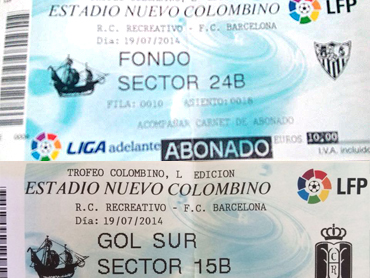 LFP
ESTADIO NUEVO COLOMBINO
R.C. RECREATIVO - F.C. BARCELONA
Día: 19/07/2014
FONDO
SECTOR 24B
FILA: 0010 ASIENTO: 0018
ACOMPAÑAR CARNET DE ABONADO
EUROS 10:00
LIGA adelante ABONADO I.V.A. incluido
TROFEO COLOMBINO, L EDICION
ESTADIO NUEVO COLOMBINO
LFP
R.C. RECREATIVO - F.C. BARCELONA
Día: 19/07/2014
GOL SUR
SECTOR 15B